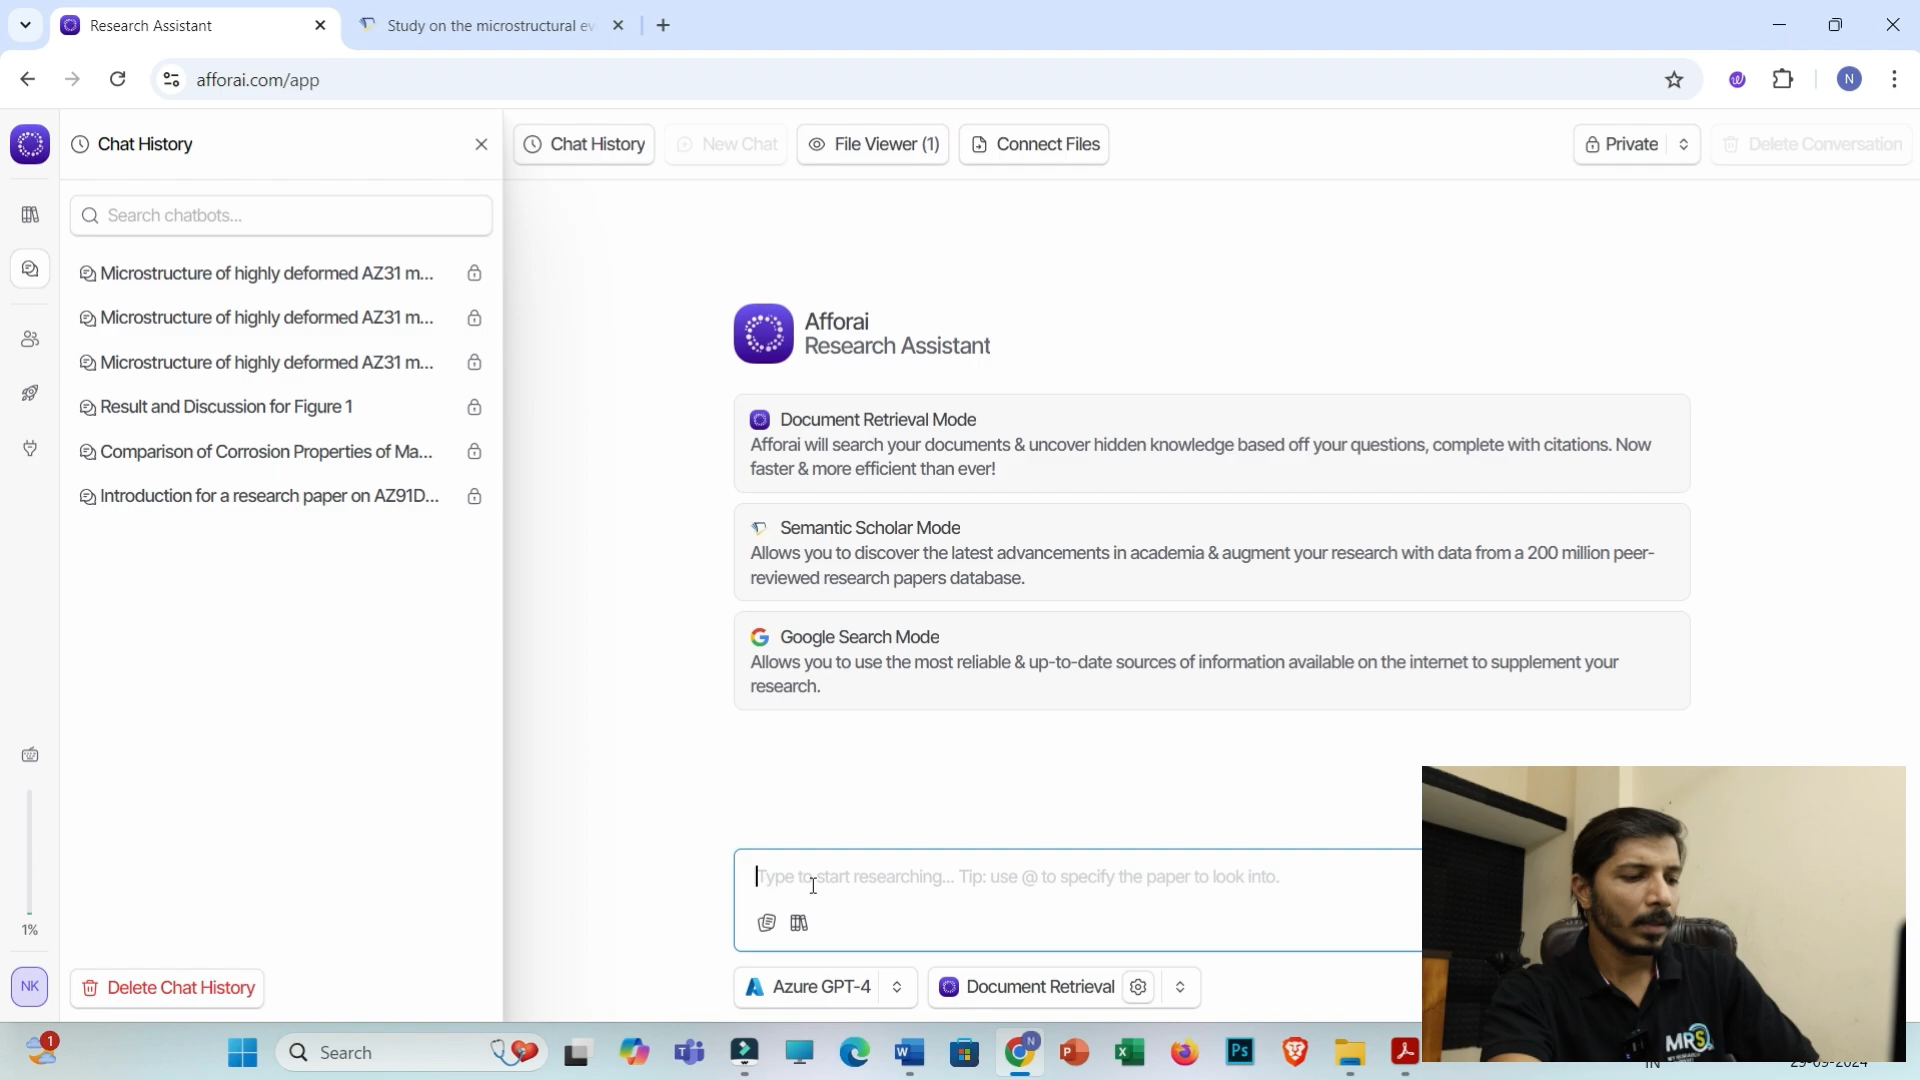 Research Assistant
Study on the microstructural ev
afforai.com/app
N
Chat History
Chat History
New Chat
File Viewer (1)
Connect Files
Private
Delete Conversation
Search chatbots...
Microstructure of highly deformed AZ31 m...
Microstructure of highly deformed AZ31 m...
Microstructure of highly deformed AZ31 m...
Result and Discussion for Figure 1
Comparison of Corrosion Properties of Ma...
Introduction for a research paper on AZ91D...
Afforai
Research Assistant
Document Retrieval Mode
Afforai will search your documents & uncover hidden knowledge based off your questions, complete with citations. Now
faster & more efficient than ever!
Semantic Scholar Mode
Allows you to discover the latest advancements in academia & augment your research with data from a 200 million peer-
reviewed research papers database.
Google Search Mode
Allows you to use the most reliable & up-to-date sources of information available on the internet to supplement your
research.
Type to start researching... Tip: use @ to specify the paper to look into.
1%
NK
Delete Chat History
Azure GPT-4
Document Retrieval
1
Search
N
Ps
MRS
IN
29-09-2024